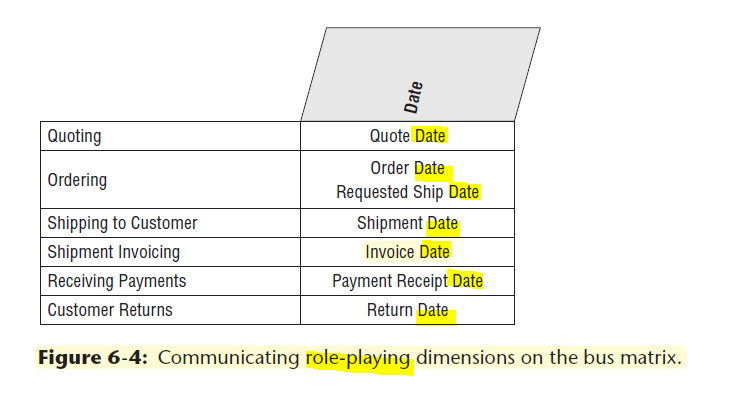 Date
Quoting Quote Date
Ordering Order Date
Requested Ship Date
Shipping to Customer Shipment Date
Shipment Invoicing Invoice Date
Receiving Payments Payment Receipt Date
Customer Returns Return Date
Figure 6-4: Communicating role-playing dimensions on the bus matrix.